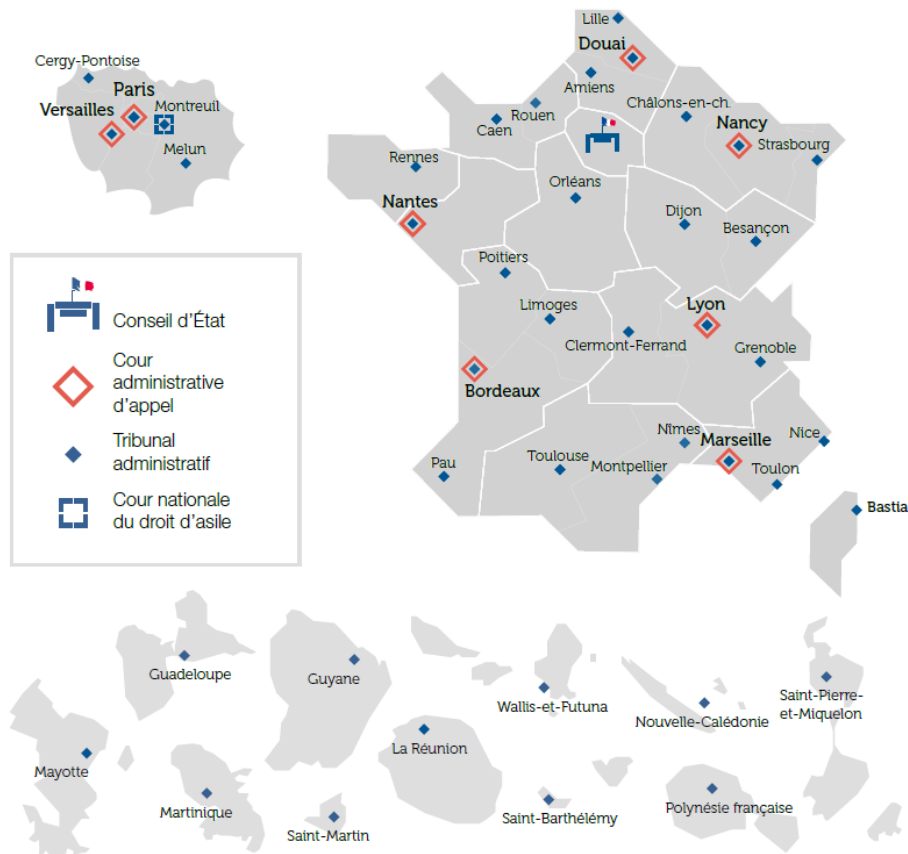 Cergy-Pontoise
Paris
Versailles
Montreuil
Melun
Lille
Douai
Amiens
Rouen
Caen
Châlons-en-ch.
Nancy
Strasbourg
Rennes
Nantes
Orléans
Dijon
Besançon
Poitiers
Limoges
Lyon
Clermont-Ferrand
Grenoble
Bordeaux
Nîmes
Marseille
Nice
Pau
Toulouse
Montpellier
Toulon
Bastia
Conseil d'État
Cour
administrative
d'appel
Tribunal
administratif
Cour nationale
du droit d'asile
Guadeloupe
Guyane
Wallis-et-Futuna
Nouvelle-Calédonie
Saint-Pierre-
et-Miquelon
Mayotte
La Réunion
Martinique
Saint-Martin
Saint-Barthélémy
Polynésie française